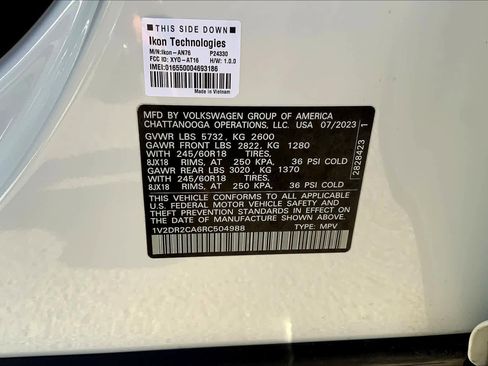 THIS SIDE DOWN
Ikon Technologies
M/N:Ikon-AN76 P24330
FCC ID: XYO-AT16 H/W: 1.0.0
IMEI:016550004693186
Made in Vietnam
MFD BY VOLKSWAGEN GROUP OF AMERICA
CHATTANOOGA OPERATIONS, LLC. USA 07/2023
GVWR LBS 5732, KG 2600
GAWR FRONT LBS 2822, KG 1280
WITH 245/60R18 TIRES,
8JX18 RIMS, AT 250 KPA, 36 PSI COLD
GAWR REAR LBS 3020, KG 1370
WITH 245/60R18 TIRES,
8JX18 RIMS, AT 250 KPA, 36 PSI COLD
THIS VEHICLE CONFORMS TO ALL APPLICABLE
U.S. FEDERAL MOTOR VEHICLE SAFETY AND
THEFT PREVENTION STANDARDS IN EFFECT ON
THE DATE OF MANUFACTURE SHOWN ABOVE.
1V2DR2CA6RC504988 TYPE: MPV
2828423 1